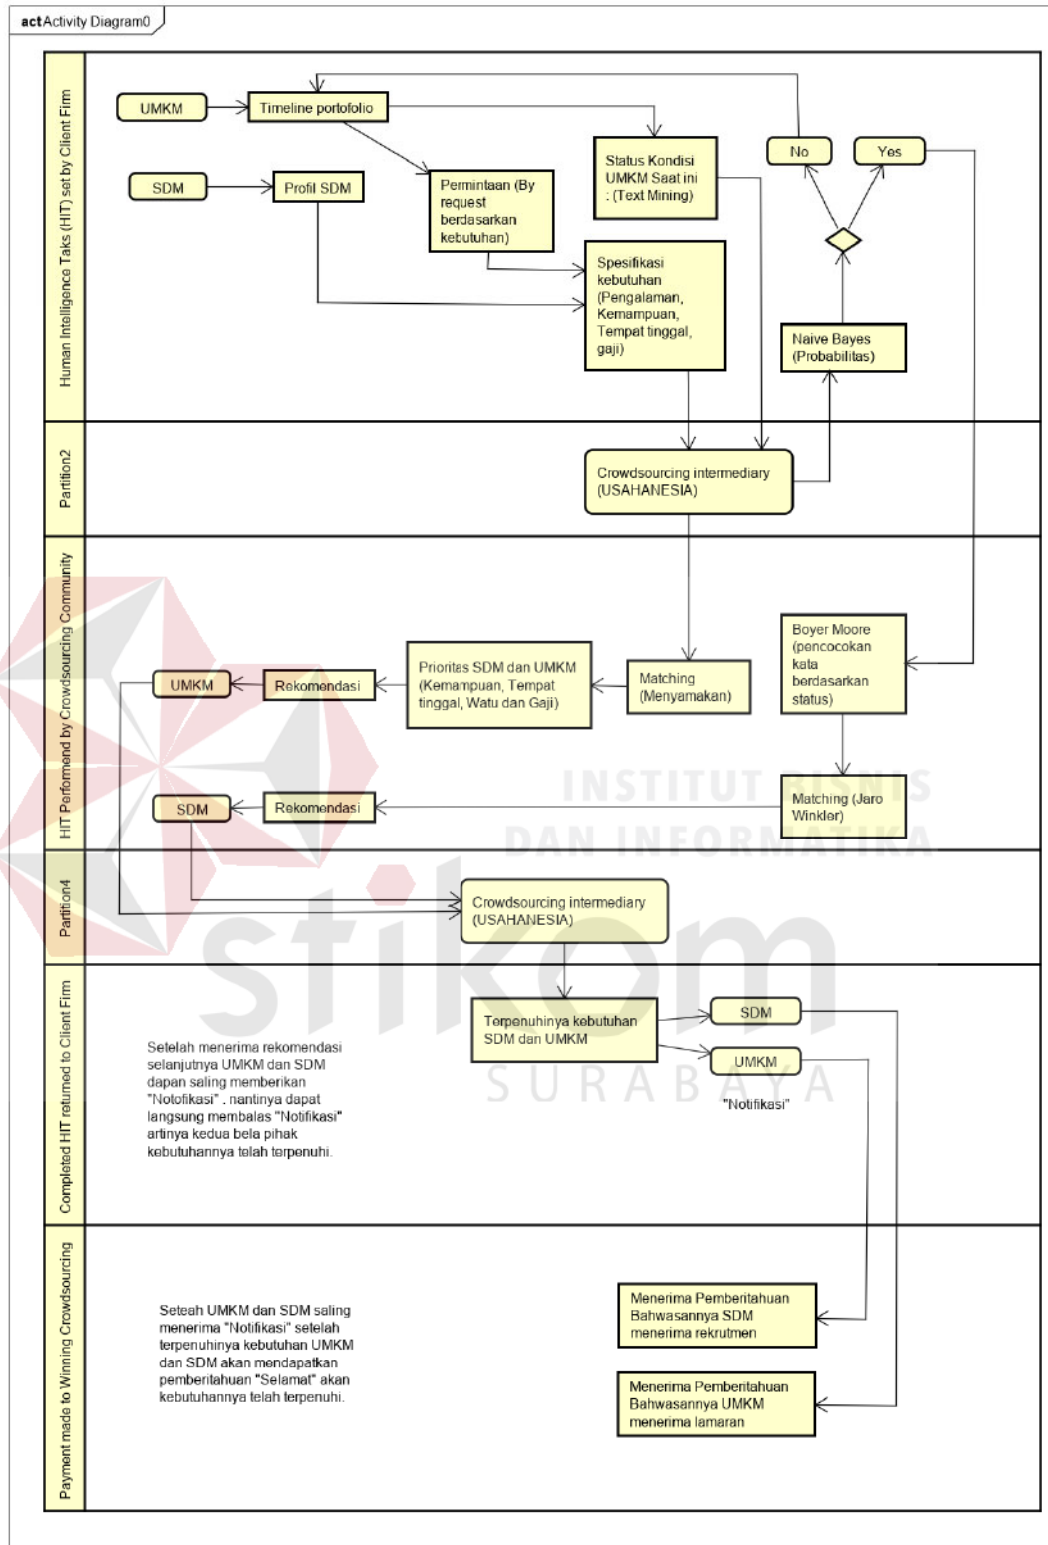 act Activity Diagram0
Human Intelligence Taks (HIT) set by Client Firm
UMKM
Timeline portofolio
SDM
Profil SDM
Permintaan (By
request
berdasarkan
kebutuhan)
Status Kondisi
UMKM Saat ini
: (Text Mining)
No
Yes
Spesifikasi
kebutuhan
(Pengalaman,
Kemampuan,
Tempat tinggal,
gaji)
Naive Bayes
(Probabilitas)
Partition2
Crowdsourcing intermediary
(USAHANESIA)
HIT Performend by Crowdsourcing Community
UMKM
Rekomendasi
Prioritas SDM dan UMKM
(Kemampuan, Tempat
tinggal, Watu dan Gaji)
Matching
(Menyamakan)
Boyer Moore
(pencocokan
kata
berdasarkan
status)
SDM
Rekomendasi
Matching (Jaro
Winkler)
INSTITUT BISNIS
DAN INFORMATIKA
Partition4
Crowdsourcing intermediary
(USAHANESIA)
stikom
SURABAYA
Completed HIT returned to Client Firm
Terpenuhinya kebutuhan
SDM dan UMKM
SDM
UMKM
"Notifikasi"
Setelah menerima rekomendasi
selanjutnya UMKM dan SDM
dapan saling memberikan
"Notofikasi" . nantinya dapat
langsung membalas "Notifikasi"
artinya kedua bela pihak
kebutuhannya telah terpenuhi.
Payment made to Winning Crowdsourcing
Seteah UMKM dan SDM saling
menerima "Notifikasi" setelah
terpenuhinya kebutuhan UMKM
dan SDM akan mendapatkan
pemberitahuan "Selamat" akan
kebutuhannya telah terpenuhi.
Menerima Pemberitahuan
Bahwasannya SDM
menerima rekrutmen
Menerima Pemberitahuan
Bahwasannya UMKM
menerima lamaran